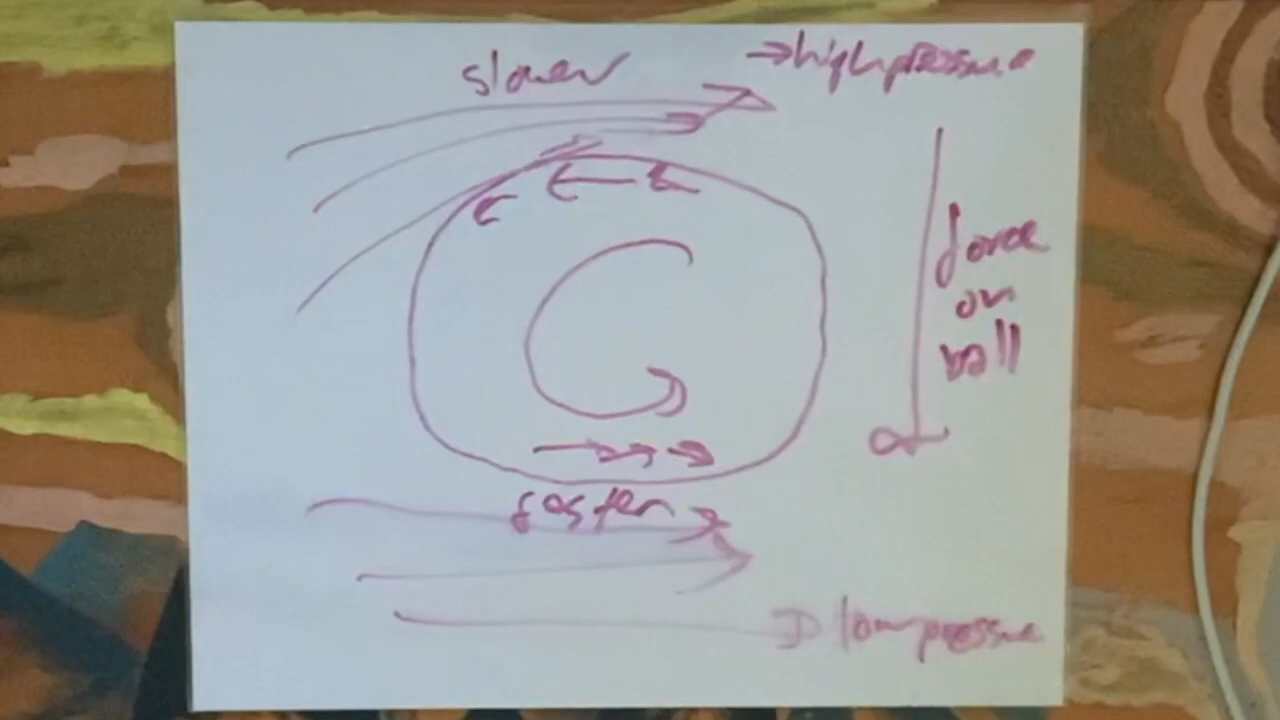 slower
→high pressure
force
on
ball
faster
low pressure